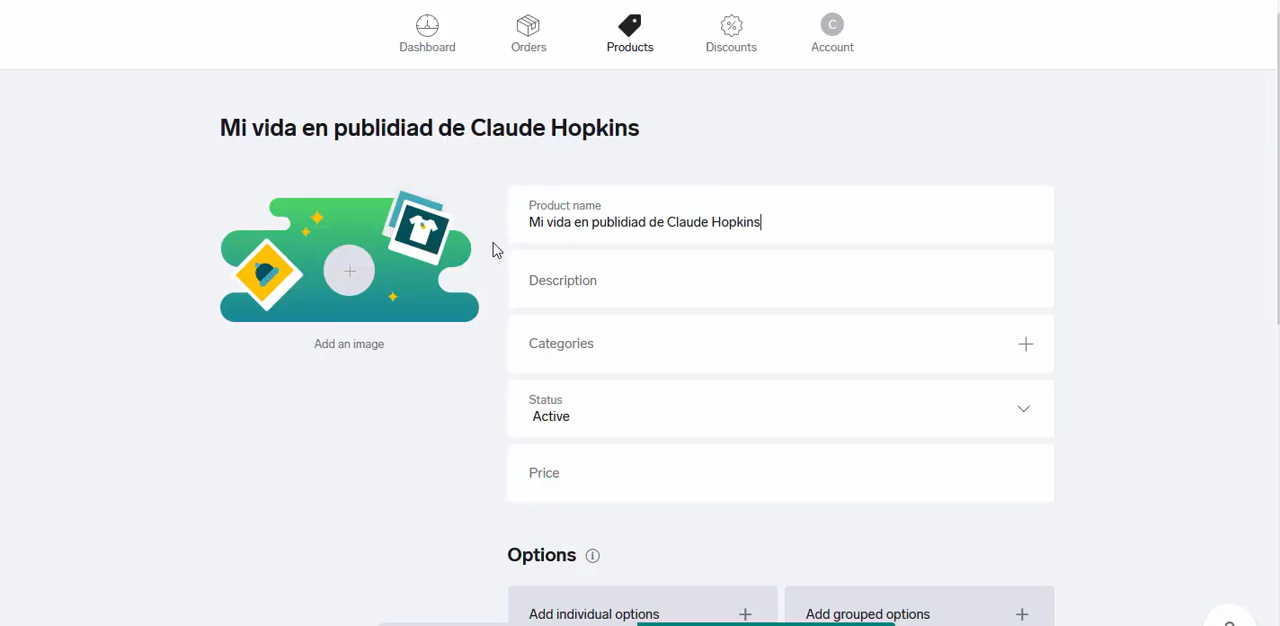 Dashboard
Orders
Products
Discounts
C
Account
Mi vida en publidiad de Claude Hopkins
Add an image
Product name
Mi vida en publidiad de Claude Hopkins
Description
Categories
Status
Active
Price
Options
Add individual options
Add grouped options